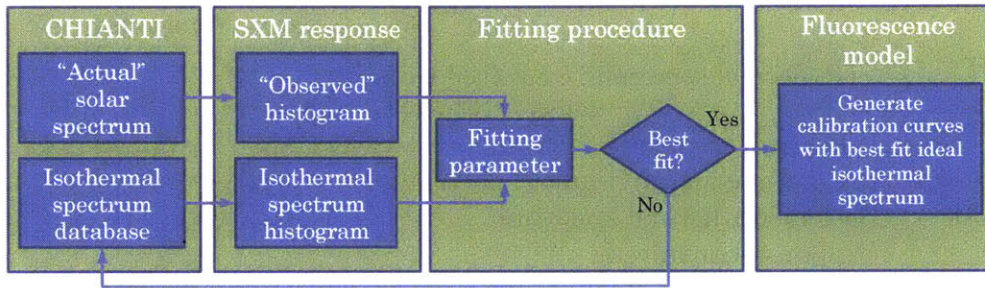 CHIANTI
"Actual"
solar
spectrum
Isothermal
spectrum
database
SXM response
"Observed"
histogram
Isothermal
spectrum
histogram
Fitting procedure
Fitting
parameter
Best
fit?
Yes
No
Fluorescence
model
Generate
calibration curves
with best fit ideal
isothermal
spectrum